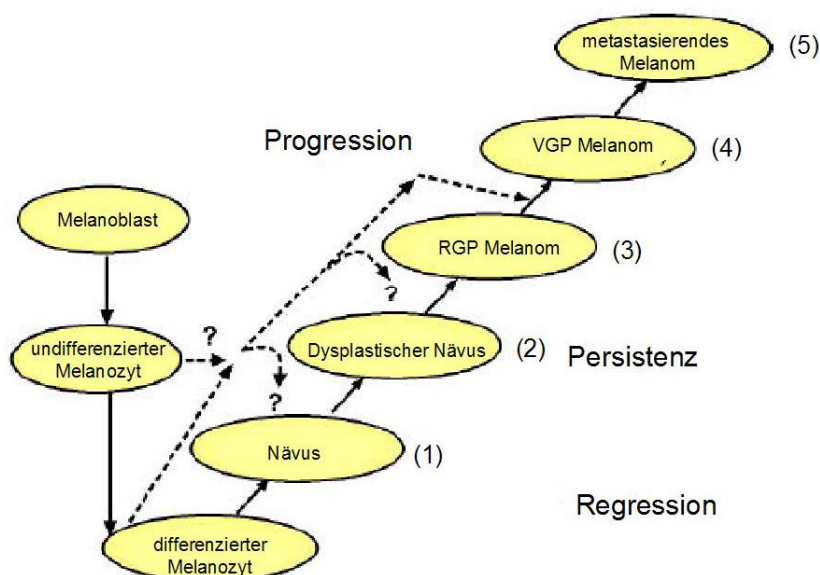 metastasierendes
Melanom
(5)
Progression
VGP Melanom
(4)
Melanoblast
RGP Melanom
(3)
?
?
undifferenzierter
Melanozyt
Dysplastischer Nävus
(2)
Persistenz
?
Nävus
(1)
Regression
differenzierter
Melanozyt